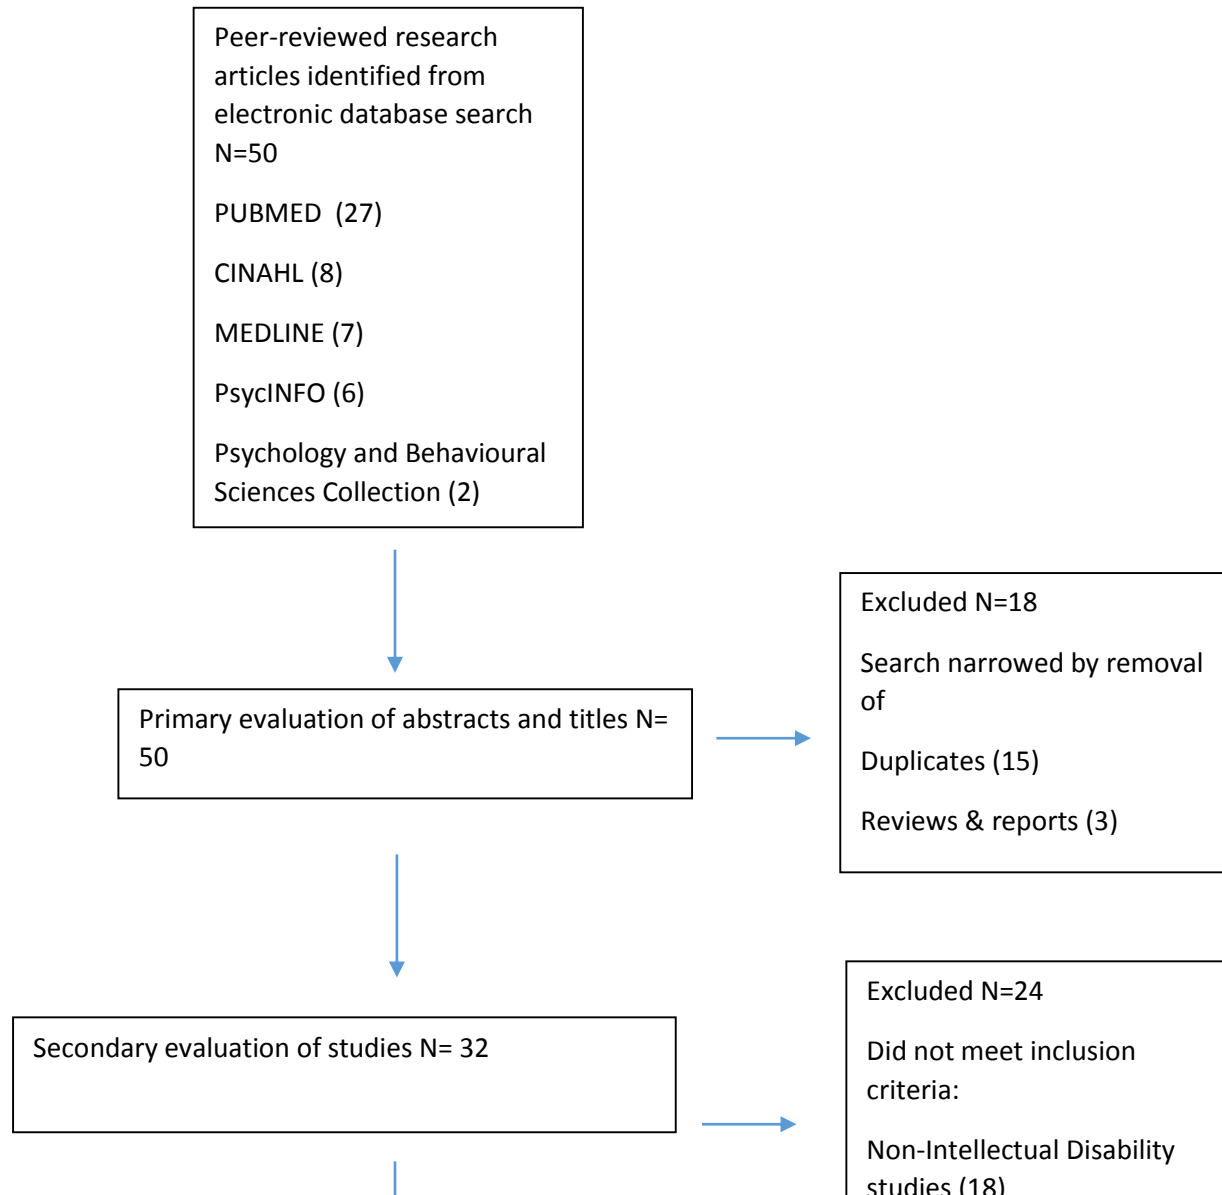 Peer-reviewed research
articles identified from
electronic database search
N=50
PUBMED  (27)
CINAHL (8)
MEDLINE (7)
PsycINFO (6)
Psychology and Behavioural
Sciences Collection (2)
Excluded N=18
Search narrowed by removal
of
Duplicates (15)
Reviews & reports (3)
Primary evaluation of abstracts and titles N=
50
Excluded N=24
Did not meet inclusion
criteria:
Non-Intellectual Disability
studies (18)
Secondary evaluation of studies N= 32